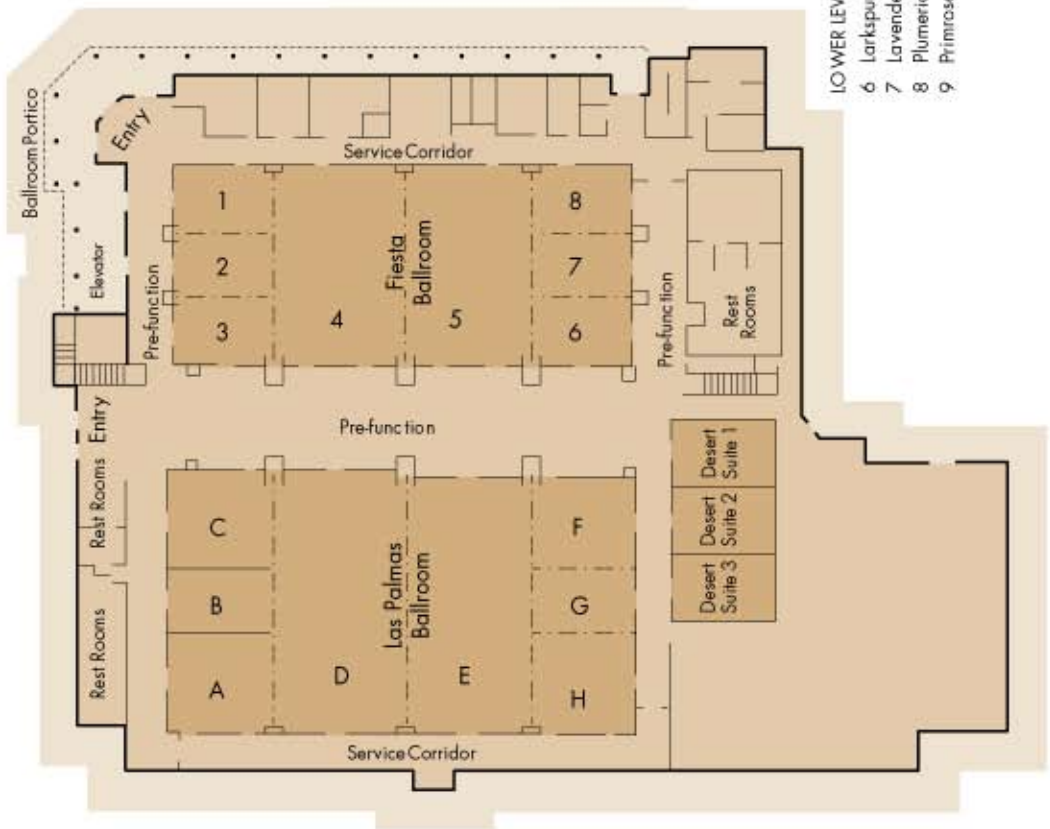 Ballroom Portico
Entry
Service Corridor
Elevator
Pre-function
1
2
3
4
Fiesta
Ballroom
5
8
7
6
Pre-function
Rest
Rooms
Entry
Pre-function
Rest Rooms
Rest Rooms
C
B
A
D
Las Palmas
Ballroom
E
F
G
H
Desert
Suite 1
Desert
Suite 2
Desert
Suite 3
Service Corridor
LOWER LEV
6 Larkspu
7 Lavende
8 Plumeri
9 Primros